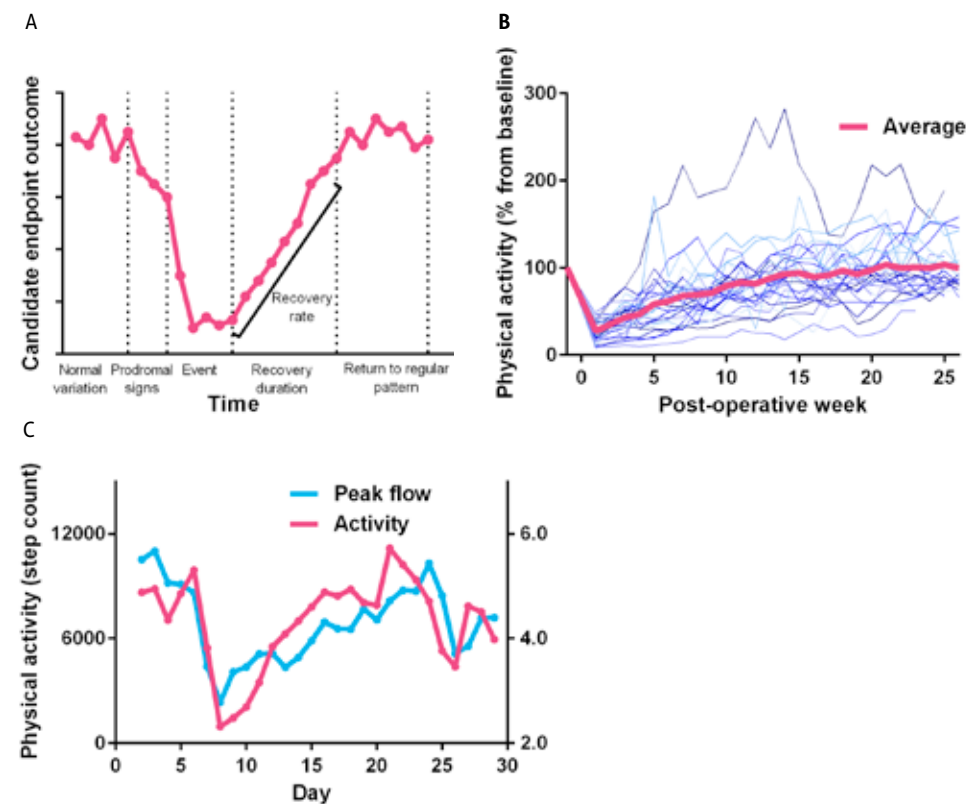 A
Candidate endpoint outcome
Recovery
rate
Normal
variation
Prodromal
signs
Event
Recovery
duration
Return to regular
pattern
Time
B
Physical activity (% from baseline)
300
200
100
0
Average
0 5 10 15 20 25
Post-operative week
C
Physical activity (step count)
12000
6000
0
Peak flow
Activity
6.0
4.0
2.0
0 5 10 15 20 25 30
Day